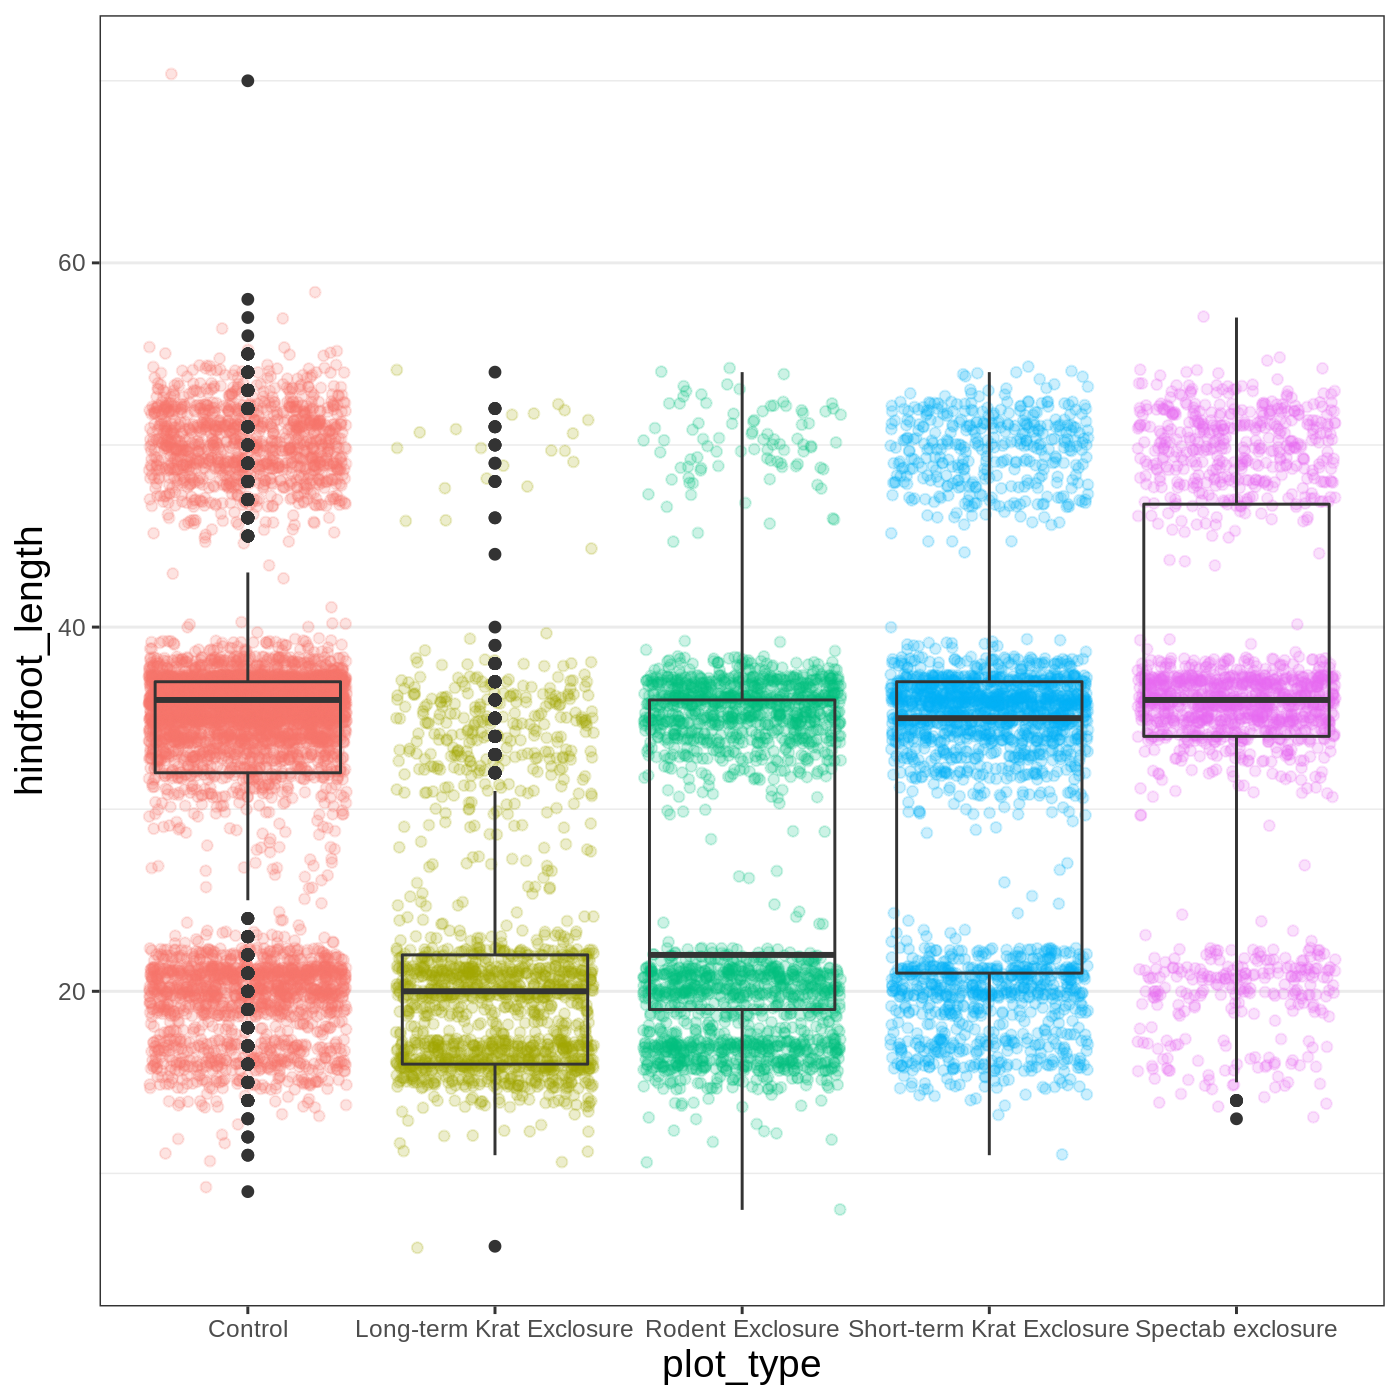 60
40
20
hindfoot_length
Control Long-term Krat Exclosure Rodent Exclosure Short-term Krat Exclosure Spectab exclosure
plot_type